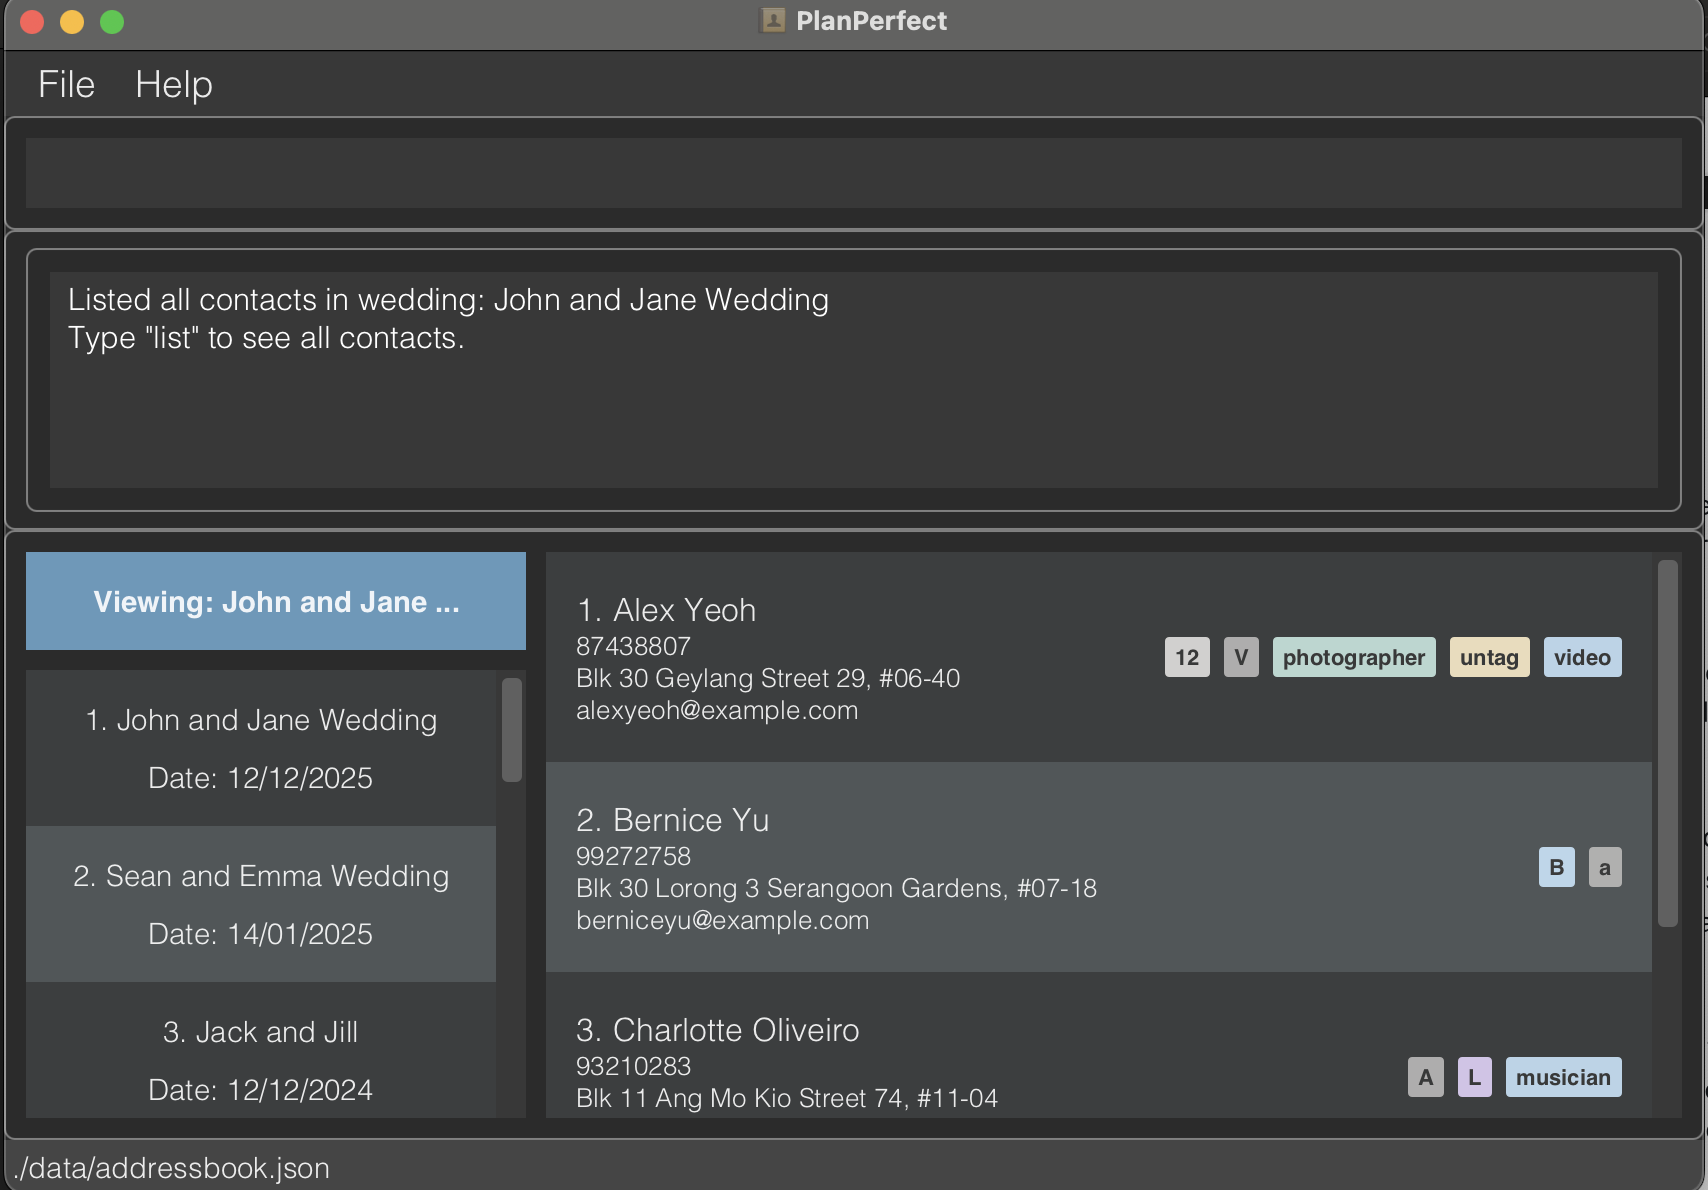 PlanPerfect
File Help
Listed all contacts in wedding: John and Jane Wedding
Type "list" to see all contacts.
Viewing: John and Jane ...
1. John and Jane Wedding
Date: 12/12/2025
2. Sean and Emma Wedding
Date: 14/01/2025
3. Jack and Jill
Date: 12/12/2024
1. Alex Yeoh
87438807
Blk 30 Geylang Street 29, #06-40
alexyeoh@example.com
12 V photographer untag video
2. Bernice Yu
99272758
Blk 30 Lorong 3 Serangoon Gardens, #07-18
berniceyu@example.com
B a
3. Charlotte Oliveiro
93210283
Blk 11 Ang Mo Kio Street 74, #11-04
A L musician
./data/addressbook.json